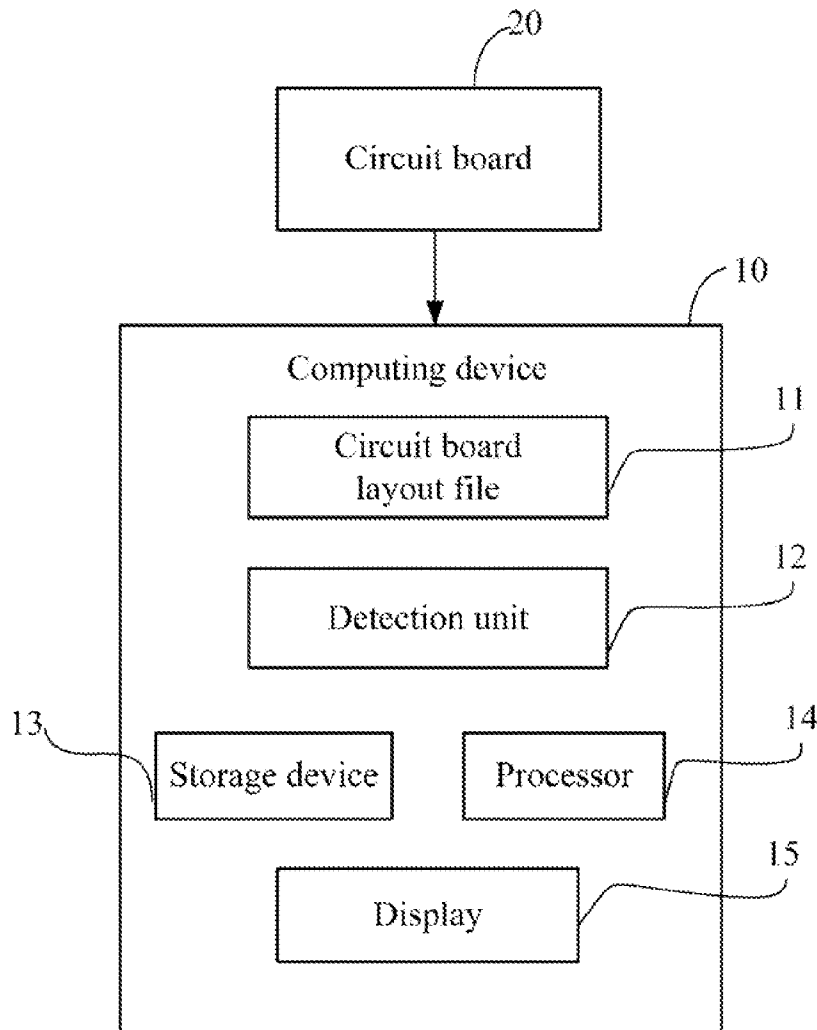 20
Circuit board
10
Computing device
11
Circuit board
layout file
12
Detection unit
13
Storage device
14
Processor
15
Display